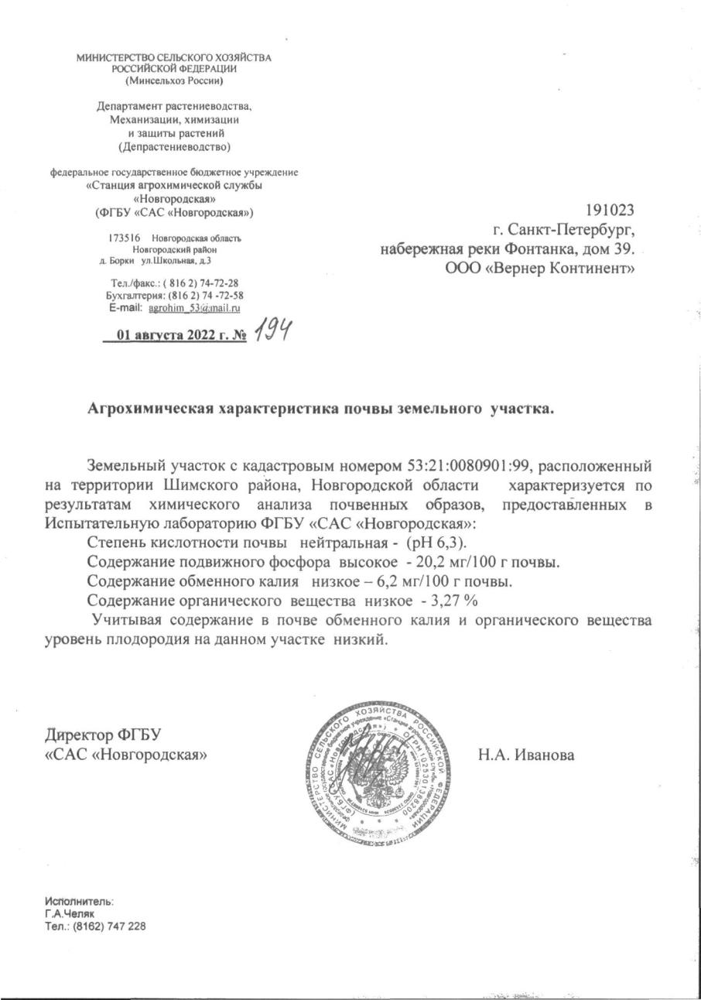 МИНИСТЕРСТВО СЕЛЬСКОГО ХОЗЯЙСТВА
РОССИЙСКОЙ ФЕДЕРАЦИИ
(Минсельхоз России)
Департамент растениеводства,
Механизации, химизации
и защиты растений
(Депрастениеводство)
федеральное государственное бюджетное учреждение
«Станция агрохимической службы
«Новгородская»
(ФГБУ «САС «Новгородская»)
173516 Новгородская область
Новгородский район
д. Борки ул.Школьная, д.3
Тел./факс.: ( 816 2) 74-72-28
Бухгалтерия: (816 2) 74 -72-58
E-mail: agrohim_53@mail.ru
01 августа 2022 г. № 194
191023
г. Санкт-Петербург,
набережная реки Фонтанка, дом 39.
ООО «Вернер Континент»
Агрохимическая характеристика почвы земельного участка.
Земельный участок с кадастровым номером 53:21:0080901:99, расположенный
на территории Шимского района, Новгородской области характеризуется по
результатам химического анализа почвенных образов, предоставленных в
Испытательную лабораторию ФГБУ «САС «Новгородская»:
Степень кислотности почвы нейтральная - (рН 6,3).
Содержание подвижного фосфора высокое - 20,2 мг/100 г почвы.
Содержание обменного калия низкое – 6,2 мг/100 г почвы.
Содержание органического вещества низкое - 3,27 %
Учитывая содержание в почве обменного калия и органического вещества
уровень плодородия на данном участке низкий.
Директор ФГБУ
«САС «Новгородская»
Н.А. Иванова
МИНИСТЕРСТВО СЕЛЬСКОГО ХОЗЯЙСТВА РОССИЙСКОЙ ФЕДЕРАЦИИ
(ФГБУ «САС «Новгородская»)
Исполнитель:
Г.А.Челяк
Тел.: (8162) 747 228